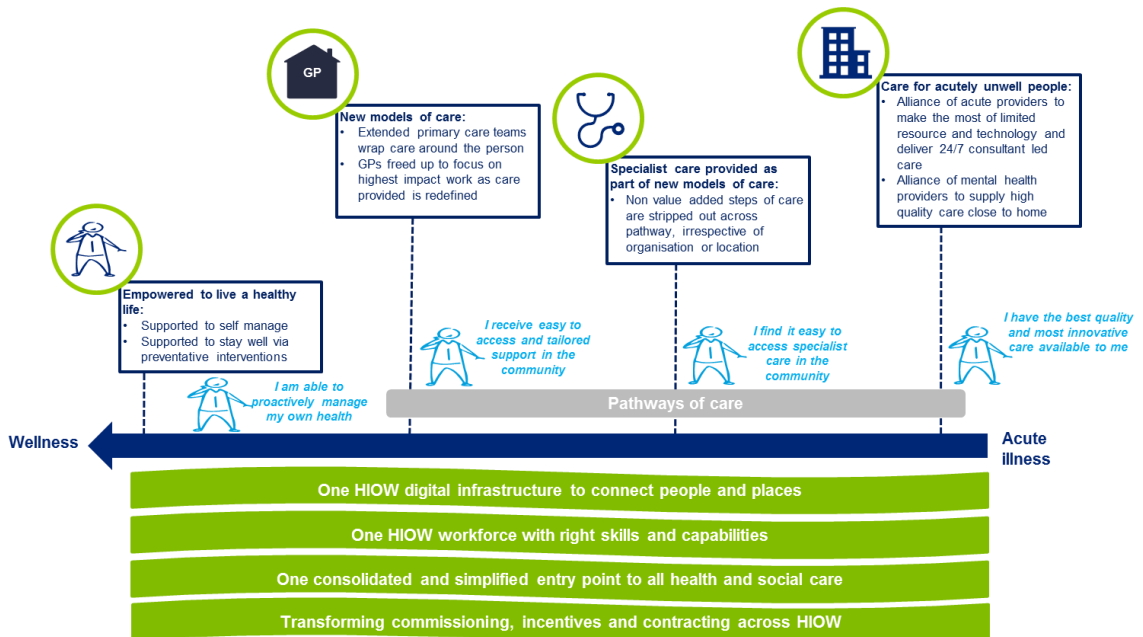 GP
New models of care:
• Extended primary care teams
wrap care around the person
• GPs freed up to focus on
highest impact work as care
provided is redefined
Care for acutely unwell people:
• Alliance of acute providers to
make the most of limited
resource and technology and
deliver 24/7 consultant led
care
• Alliance of mental health
providers to supply high
quality care close to home
Specialist care provided as
part of new models of care:
• Non value added steps of care
are stripped out across
pathway, irrespective of
organisation or location
Empowered to live a healthy
life:
• Supported to self manage
• Supported to stay well via
preventative interventions
I am able to
proactively manage
my own health
I receive easy to
access and tailored
support in the
community
I find it easy to
access specialist
care in the
community
I have the best quality
and most innovative
care available to me
Pathways of care
Wellness
Acute
illness
One HIOW digital infrastructure to connect people and places
One HIOW workforce with right skills and capabilities
One consolidated and simplified entry point to all health and social care
Transforming commissioning, incentives and contracting across HIOW